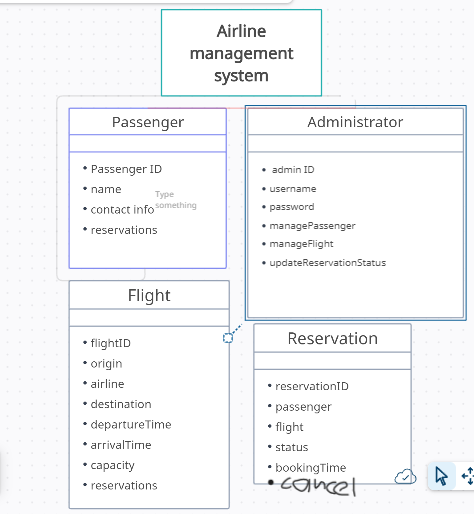 Airline
management
system
Passenger
• Passenger ID
• name
• contact info
• reservations
Type
something
Administrator
• admin ID
• username
• password
• managePassenger
• manageFlight
• updateReservationStatus
Flight
• flightID
• origin
• airline
• destination
• departureTime
• arrivalTime
• capacity
• reservations
Reservation
• reservationID
• passenger
• flight
• status
• bookingTime
• cancel